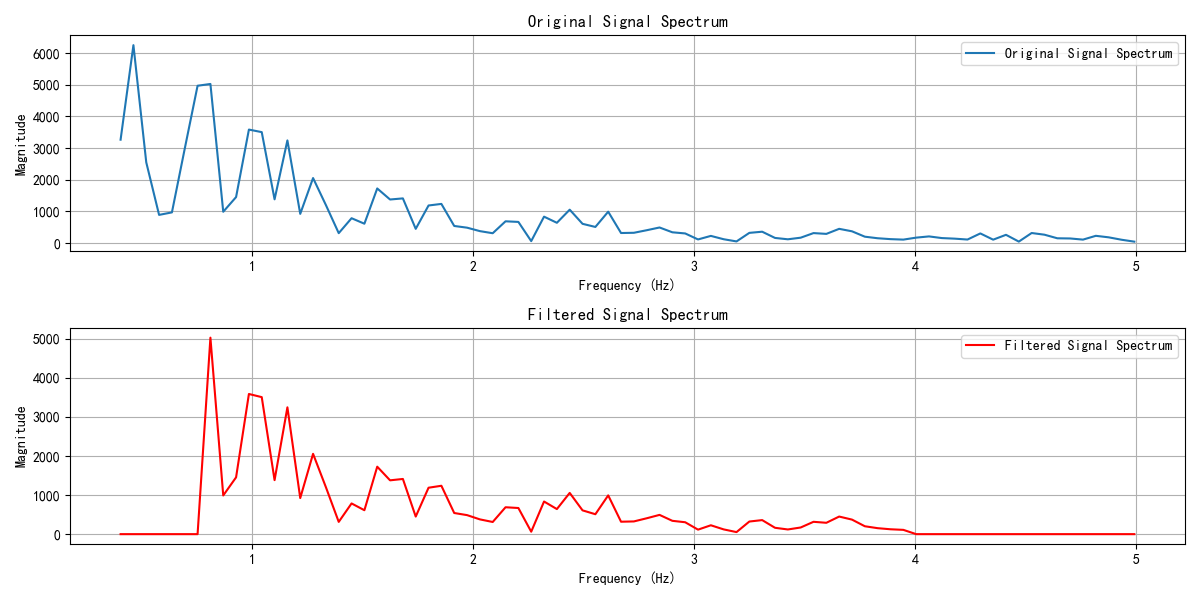 Original Signal Spectrum
Original Signal Spectrum
Magnitude
6000
5000
4000
3000
2000
1000
0
1 2 3 4 5
Frequency (Hz)
Filtered Signal Spectrum
Filtered Signal Spectrum
Magnitude
5000
4000
3000
2000
1000
0
1 2 3 4 5
Frequency (Hz)